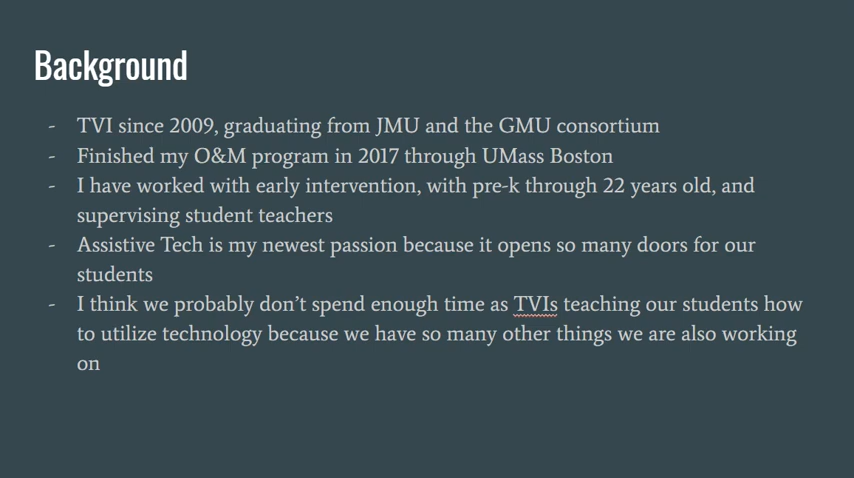 Background
- TVI since 2009, graduating from JMU and the GMU consortium
- Finished my O&M program in 2017 through UMass Boston
- I have worked with early intervention, with pre-k through 22 years old, and
supervising student teachers
- Assistive Tech is my newest passion because it opens so many doors for our
students
- I think we probably don’t spend enough time as TVIs teaching our students how
to utilize technology because we have so many other things we are also working
on